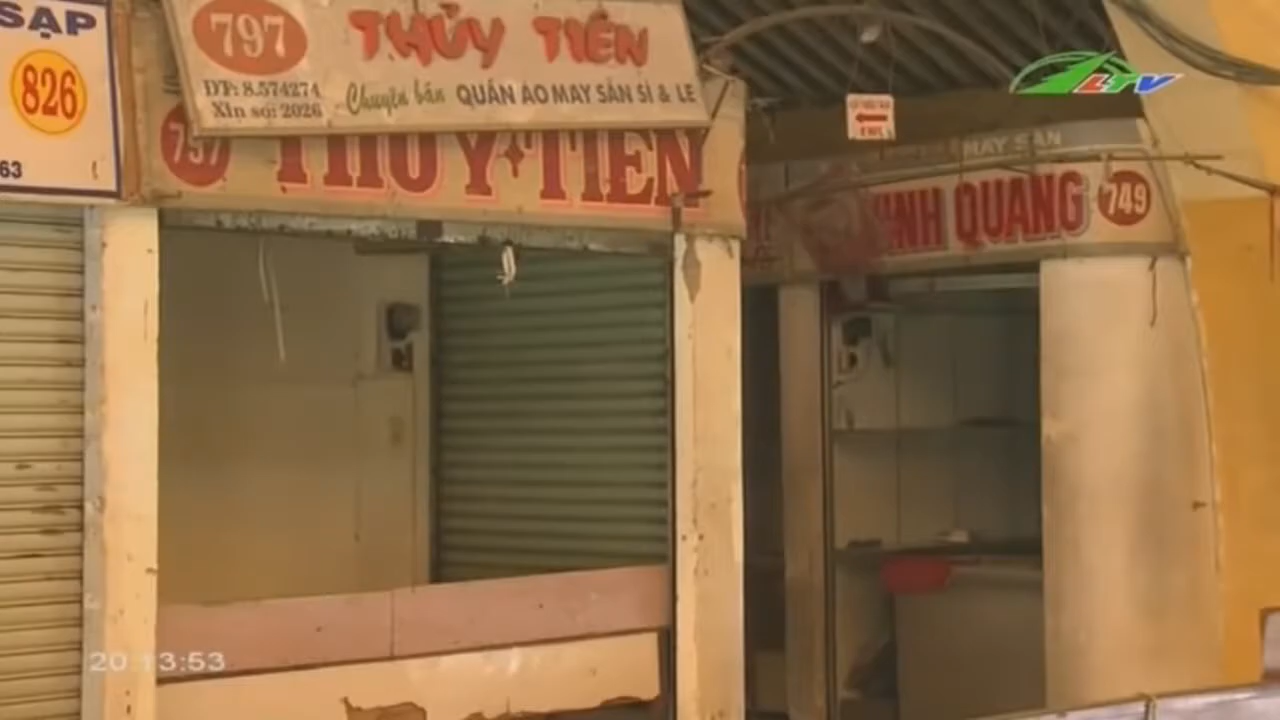 SẠP
826
63
797
THỦY TIÊN
ĐT: 8.574274
Xin số: 2026
Chuyên bán QUẦN ÁO MAY SẴN SỈ & LẺ
797 THỦY TIÊN
LTV
MAY SẴN
QUANG 749
20 13:53